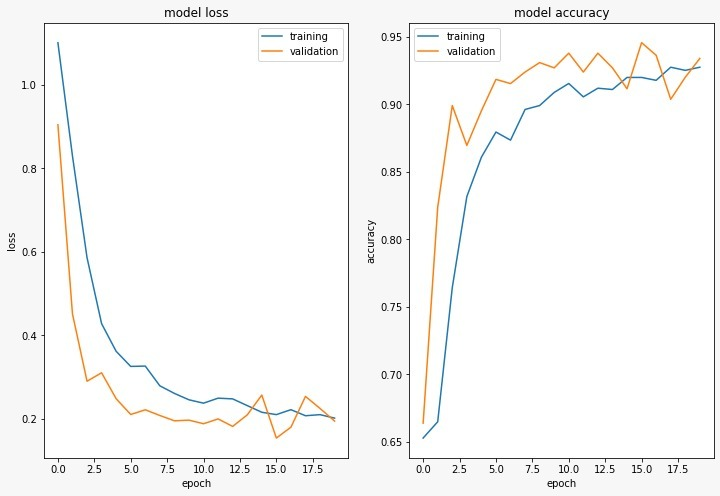 model loss
training
validation
1.0
0.8
0.6
0.4
0.2
loss
0.0 2.5 5.0 7.5 10.0 12.5 15.0 17.5
epoch
model accuracy
training
validation
0.95
0.90
0.85
0.80
0.75
0.70
0.65
accuracy
0.0 2.5 5.0 7.5 10.0 12.5 15.0 17.5
epoch